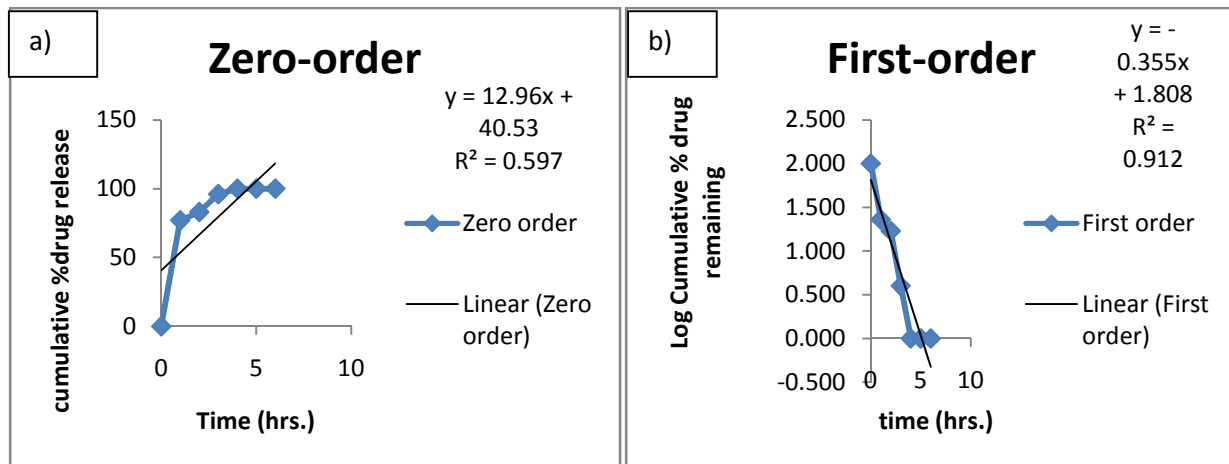 a)
Zero-order
y = 12.96x +
40.53
R² = 0.597
cumulative %drug release
150
100
50
0
0
5
10
Time (hrs.)
Zero order
Linear (Zero
order)
b)
First-order
y = -
0.355x
+ 1.808
R² =
0.912
Log Cumulative % drug
remaining
2.500
2.000
1.500
1.000
0.500
0.000
-0.500
0
5
10
time (hrs.)
First order
Linear (First
order)